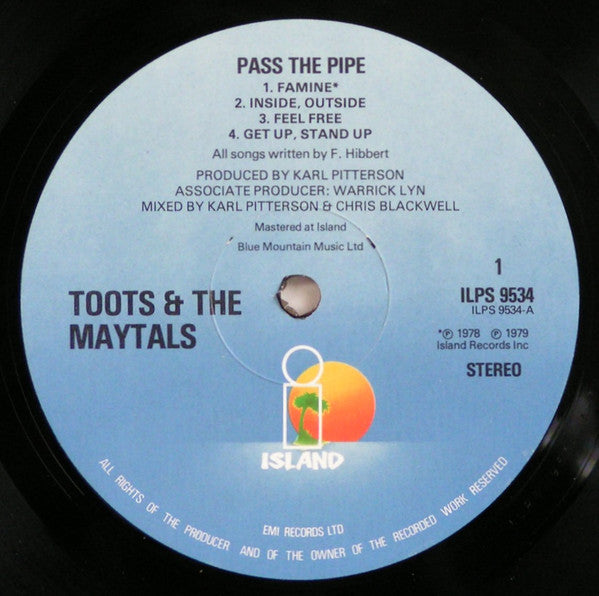 PASS THE PIPE
1. FAMINE*
2. INSIDE, OUTSIDE
3. FEEL FREE
4. GET UP, STAND UP
All songs written by F. Hibbert
PRODUCED BY KARL PITTERSON
ASSOCIATE PRODUCER: WARRICK LYN
MIXED BY KARL PITTERSON & CHRIS BLACKWELL
Mastered at Island
Blue Mountain Music Ltd
TOOTS & THE
MAYTALS
1
ILPS 9534
ILPS 9534-A
*℗ 1978 ℗ 1979
Island Records Inc
STEREO
ISLAND
EMI RECORDS LTD
ALL RIGHTS OF THE PRODUCER AND OF THE OWNER OF THE RECORDED WORK RESERVED